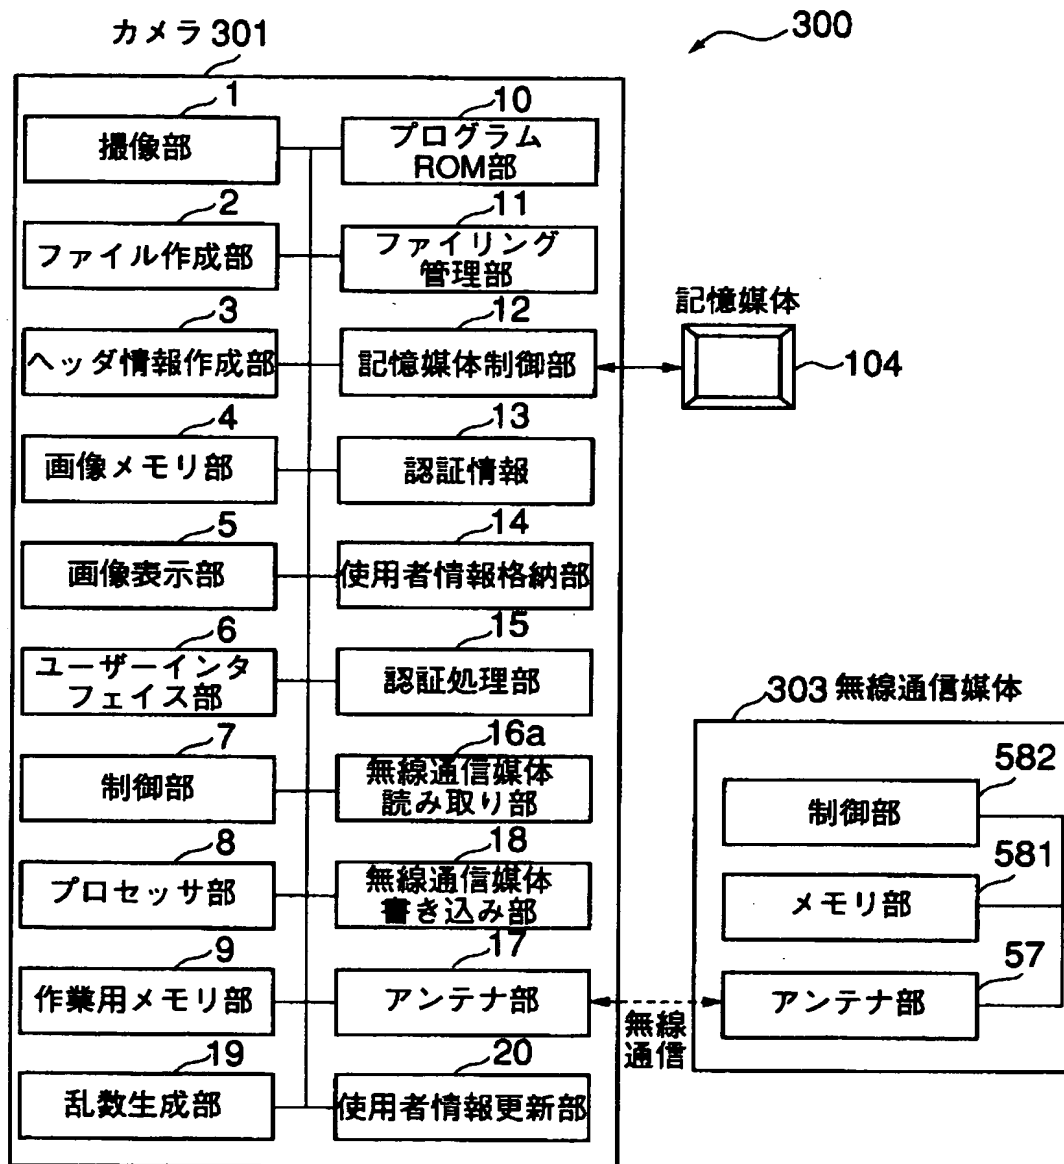 カメラ 301
300
1
撮像部
10
プログラム
ROM部
2
ファイル作成部
11
ファイリング
管理部
3
ヘッダ情報作成部
12
記憶媒体制御部
記憶媒体
104
4
画像メモリ部
13
認証情報
5
画像表示部
14
使用者情報格納部
6
ユーザーインタ
フェイス部
15
認証処理部
7
制御部
16a
無線通信媒体
読み取り部
8
プロセッサ部
18
無線通信媒体
書き込み部
9
作業用メモリ部
17
アンテナ部
19
乱数生成部
20
使用者情報更新部
303 無線通信媒体
582
制御部
581
メモリ部
57
アンテナ部
無線
通信